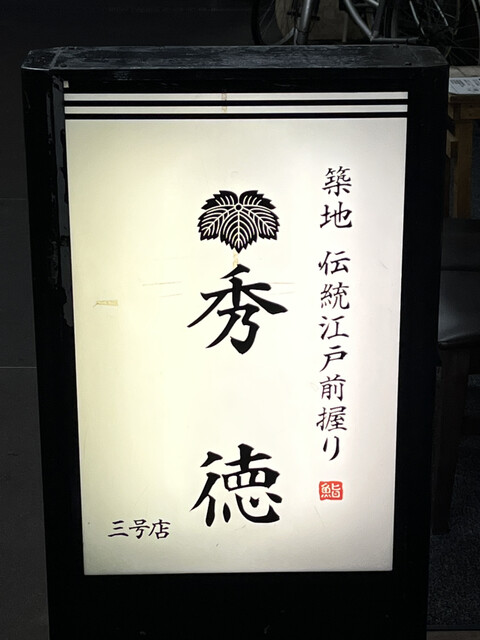 築地 伝統江戸前握り
鮨
秀徳
三号店